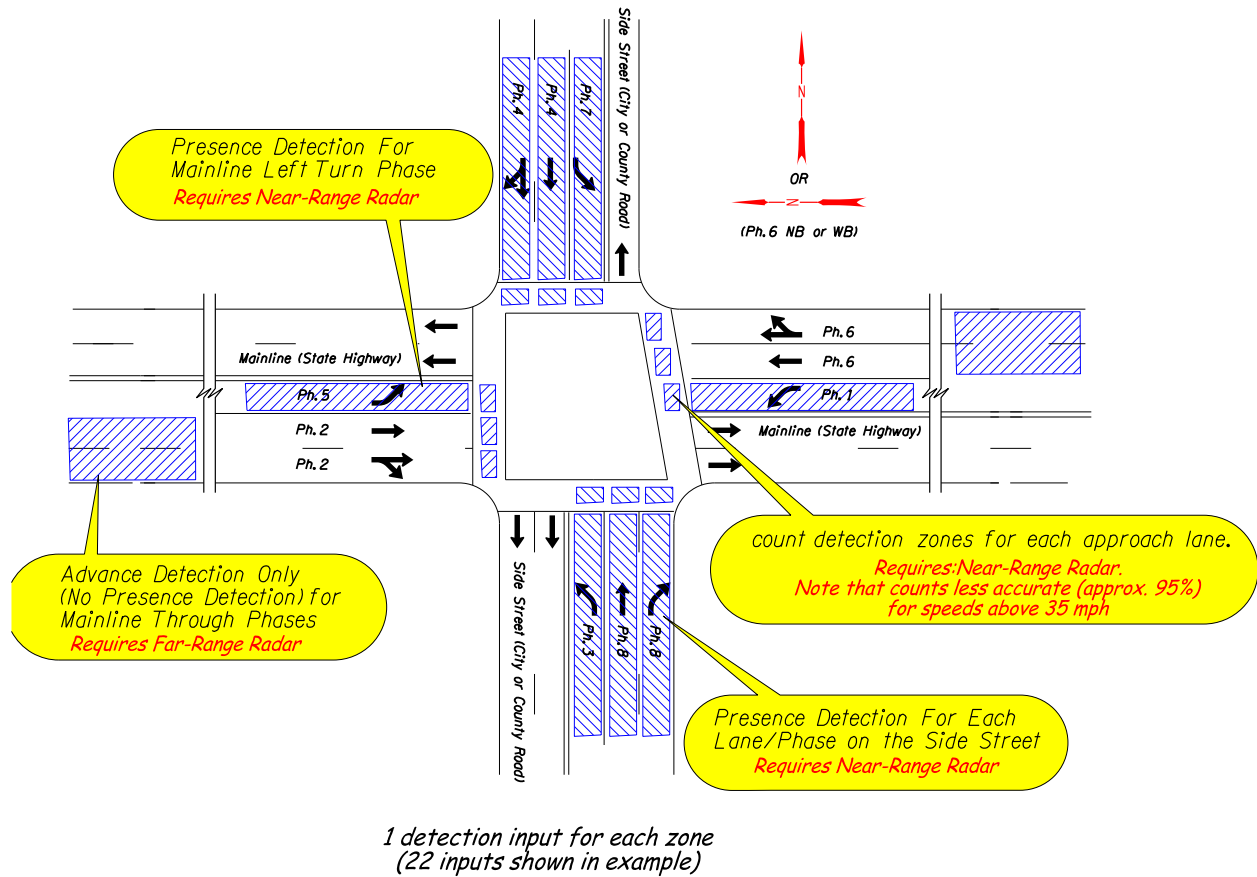 Side Street (City or County Road)
Ph.4
Ph.4
Ph.7
N
OR
N
(Ph.6 NB or WB)
Presence Detection For
Mainline Left Turn Phase
Requires Near-Range Radar
Mainline (State Highway)
Ph.6
Ph.6
Ph.5
Ph.1
Ph.2
Mainline (State Highway)
Ph.2
count detection zones for each approach lane.
Requires:Near-Range Radar.
Note that counts less accurate (approx. 95%)
for speeds above 35 mph
Advance Detection Only
(No Presence Detection) for
Mainline Through Phases
Requires Far-Range Radar
Side Street (City or County Road)
Ph.3
Ph.8
Ph.8
Presence Detection For Each
Lane/Phase on the Side Street
Requires Near-Range Radar
1 detection input for each zone
(22 inputs shown in example)